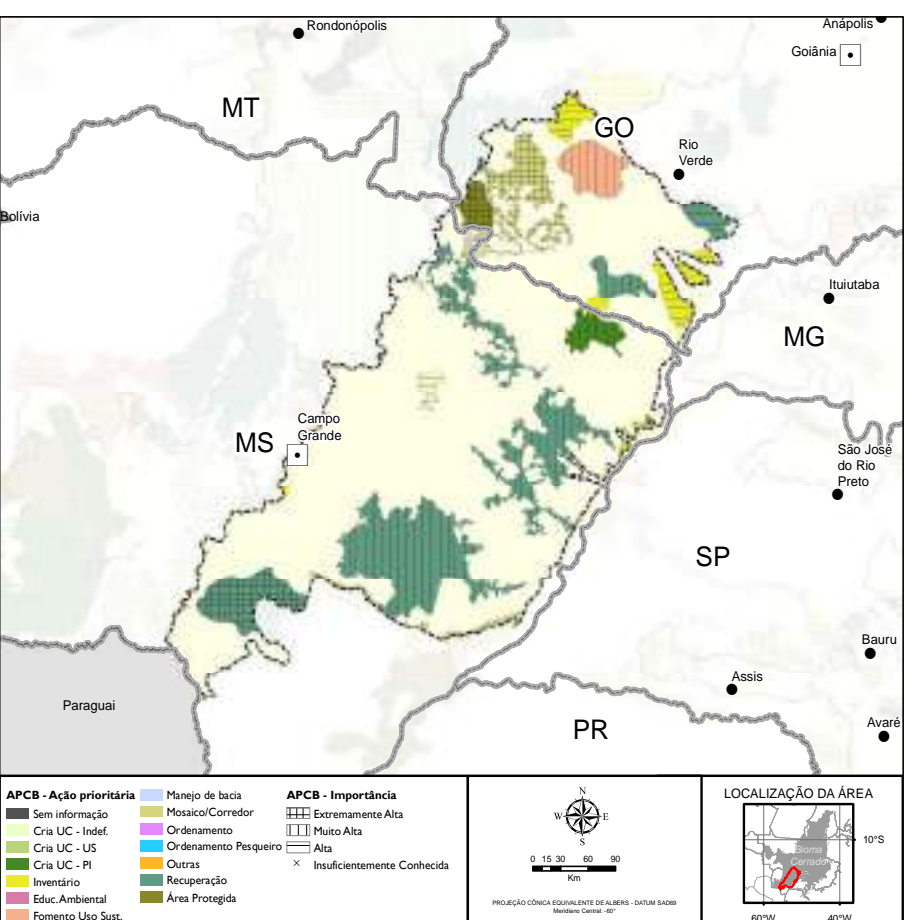 Rondonópolis
Anápolis
Goiânia
MT
GO
Rio
Verde
Bolívia
Ituiutaba
MG
Campo
Grande
MS
São José
do Rio
Preto
SP
Bauru
Assis
Paraguai
Avaré
PR
APCB - Ação prioritária
Sem informação
Cria UC - Indef.
Cria UC - US
Cria UC - PI
Inventário
Educ.Ambiental
Fomento Uso Sust.
Manejo de bacia
Mosaico/Corredor
Ordenamento
Ordenamento Pesqueiro
Outras
Recuperação
Área Protegida
APCB - Importância
Extremamente Alta
Muito Alta
Alta
Insuficientemente Conhecida
N
W E
S
0 15 30 60 90
Km
PROJEÇÃO CÔNICA EQUIVALENTE DE ALBERS - DATUM SAD69
Meridiano Central: -60°
LOCALIZAÇÃO DA ÁREA
Bioma
Cerrado
10°S
60°W 40°W